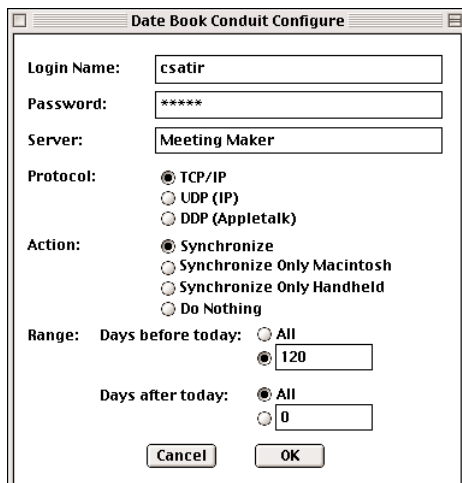 Date Book Conduit Configure
Login Name: csatir
Password: *****
Server: Meeting Maker
Protocol: TCP/IP
UDP (IP)
DDP (Appletalk)
Action: Synchronize
Synchronize Only Macintosh
Synchronize Only Handheld
Do Nothing
Range: Days before today: All
120
Days after today: All
0
Cancel OK